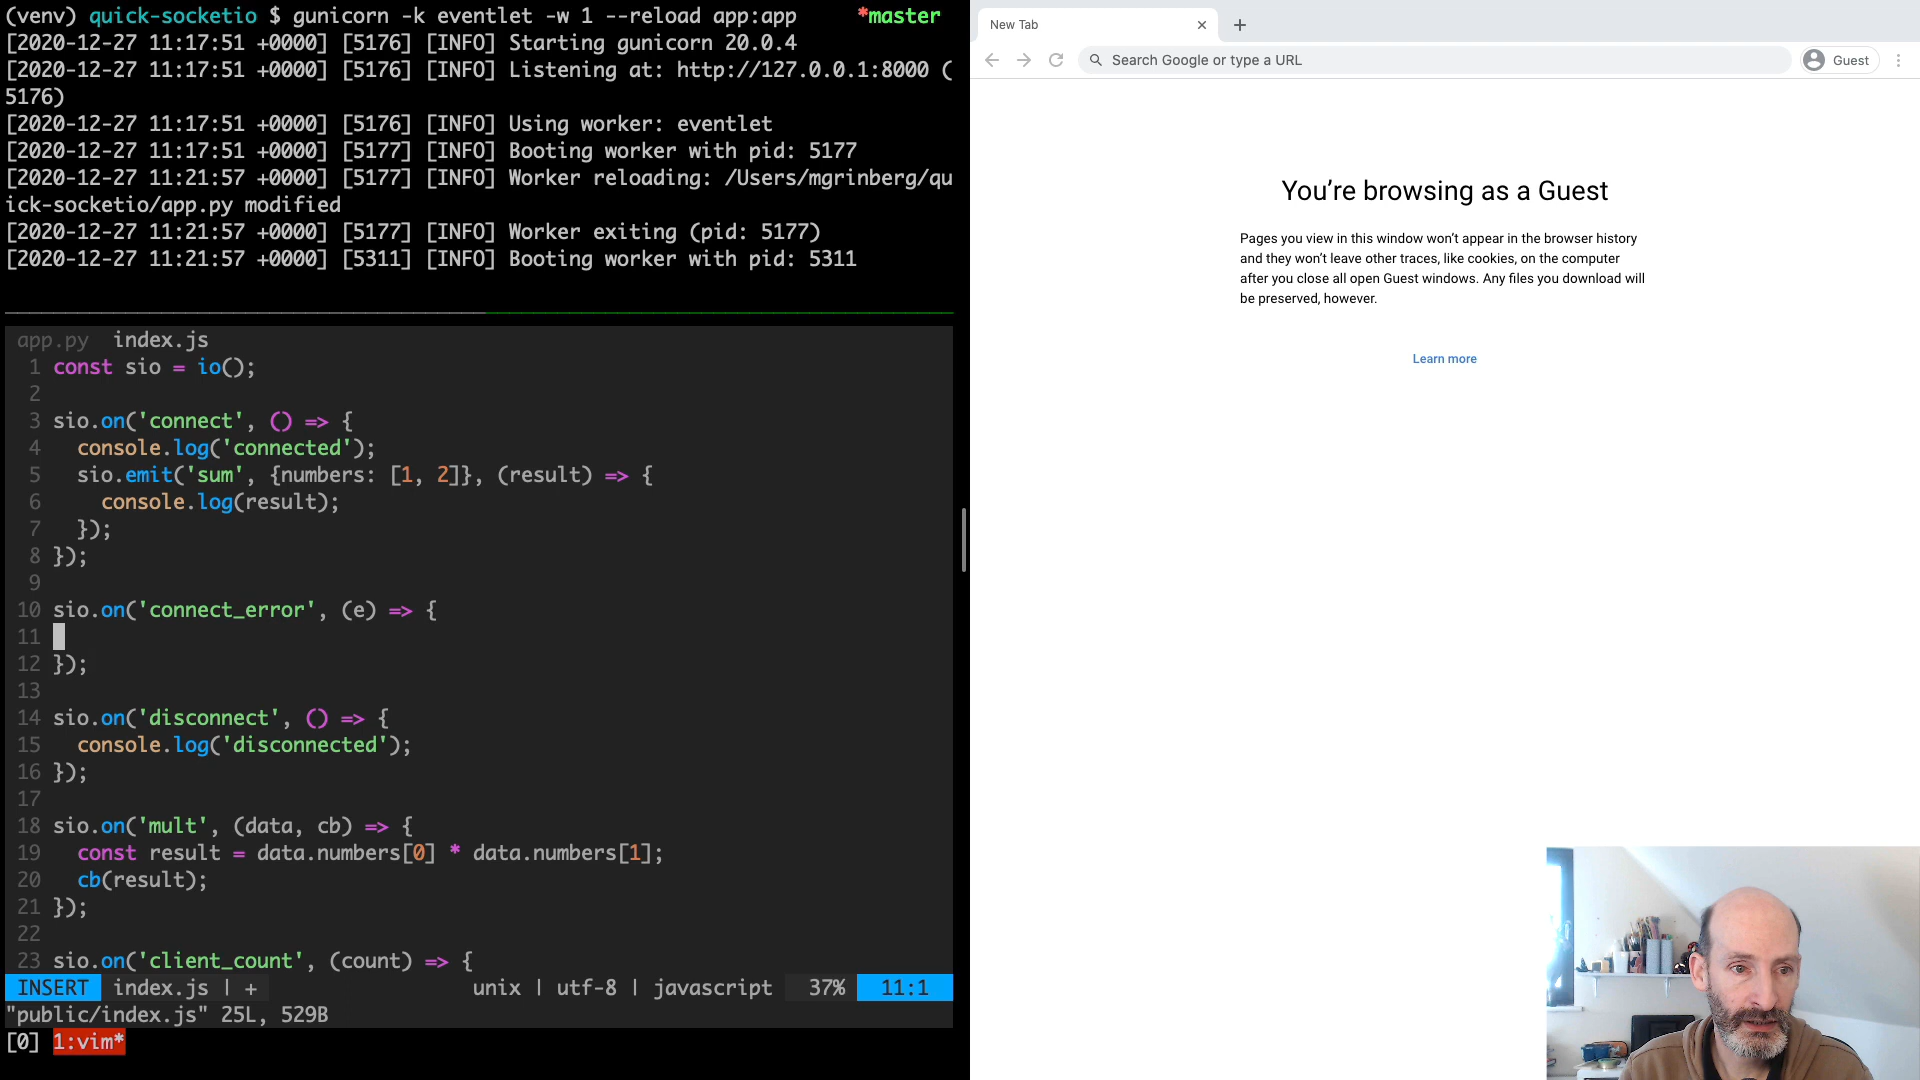 (venv) quick-socketio $ gunicorn -k eventlet -w 1 --reload app:app *master
[2020-12-27 11:17:51 +0000] [5176] [INFO] Starting gunicorn 20.0.4
[2020-12-27 11:17:51 +0000] [5176] [INFO] Listening at: http://127.0.0.1:8000 (
5176)
[2020-12-27 11:17:51 +0000] [5176] [INFO] Using worker: eventlet
[2020-12-27 11:17:51 +0000] [5177] [INFO] Booting worker with pid: 5177
[2020-12-27 11:21:57 +0000] [5177] [INFO] Worker reloading: /Users/mgrinberg/qu
ick-socketio/app.py modified
[2020-12-27 11:21:57 +0000] [5177] [INFO] Worker exiting (pid: 5177)
[2020-12-27 11:21:57 +0000] [5311] [INFO] Booting worker with pid: 5311
app.py index.js
1 const sio = io();
2
3 sio.on('connect', () => {
4   console.log('connected');
5   sio.emit('sum', {numbers: [1, 2]}, (result) => {
6     console.log(result);
7   });
8 });
9
10 sio.on('connect_error', (e) => {
11
12 });
13
14 sio.on('disconnect', () => {
15   console.log('disconnected');
16 });
17
18 sio.on('mult', (data, cb) => {
19   const result = data.numbers[0] * data.numbers[1];
20   cb(result);
21 });
22
23 sio.on('client_count', (count) => {
INSERT index.js | + unix | utf-8 | javascript 37% 11:1
"public/index.js" 25L, 529B
[0] 1:vim*
New Tab
Search Google or type a URL
Guest
You’re browsing as a Guest
Pages you view in this window won’t appear in the browser history
and they won’t leave other traces, like cookies, on the computer
after you close all open Guest windows. Any files you download will
be preserved, however.
Learn more